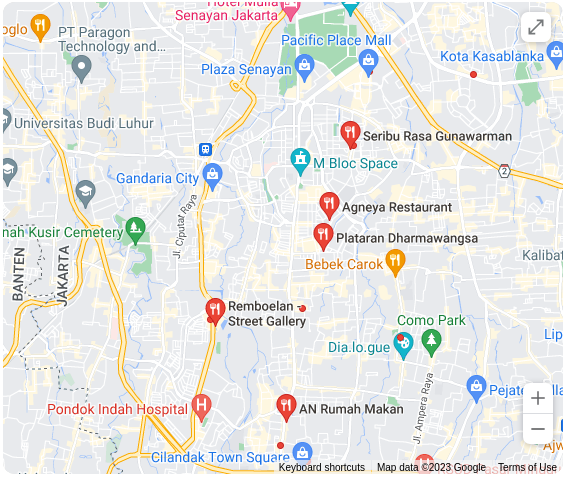 Hotel Mulia
Senayan Jakarta
oglo
PT Paragon
Technology and...
Pacific Place Mall
Kota Kasablanka
Plaza Senayan
Universitas Budi Luhur
Seribu Rasa Gunawarman
M Bloc Space
2
Gandaria City
Jl. Ciputat Raya
Agneya Restaurant
nah Kusir Cemetery
Plataran Dharmawangsa
BANTEN
JAKARTA
Bebek Carok
Kalibat
Remboelan -
Street Gallery
Como Park
Lip
Dia.lo.gue
Jl. Ampera Raya
Pejate
Pondok Indah Hospital
H
AN Rumah Makan
+
−
Ajw
Cilandak Town Square
Keyboard shortcuts
Map data ©2023 Google
Terms of Use